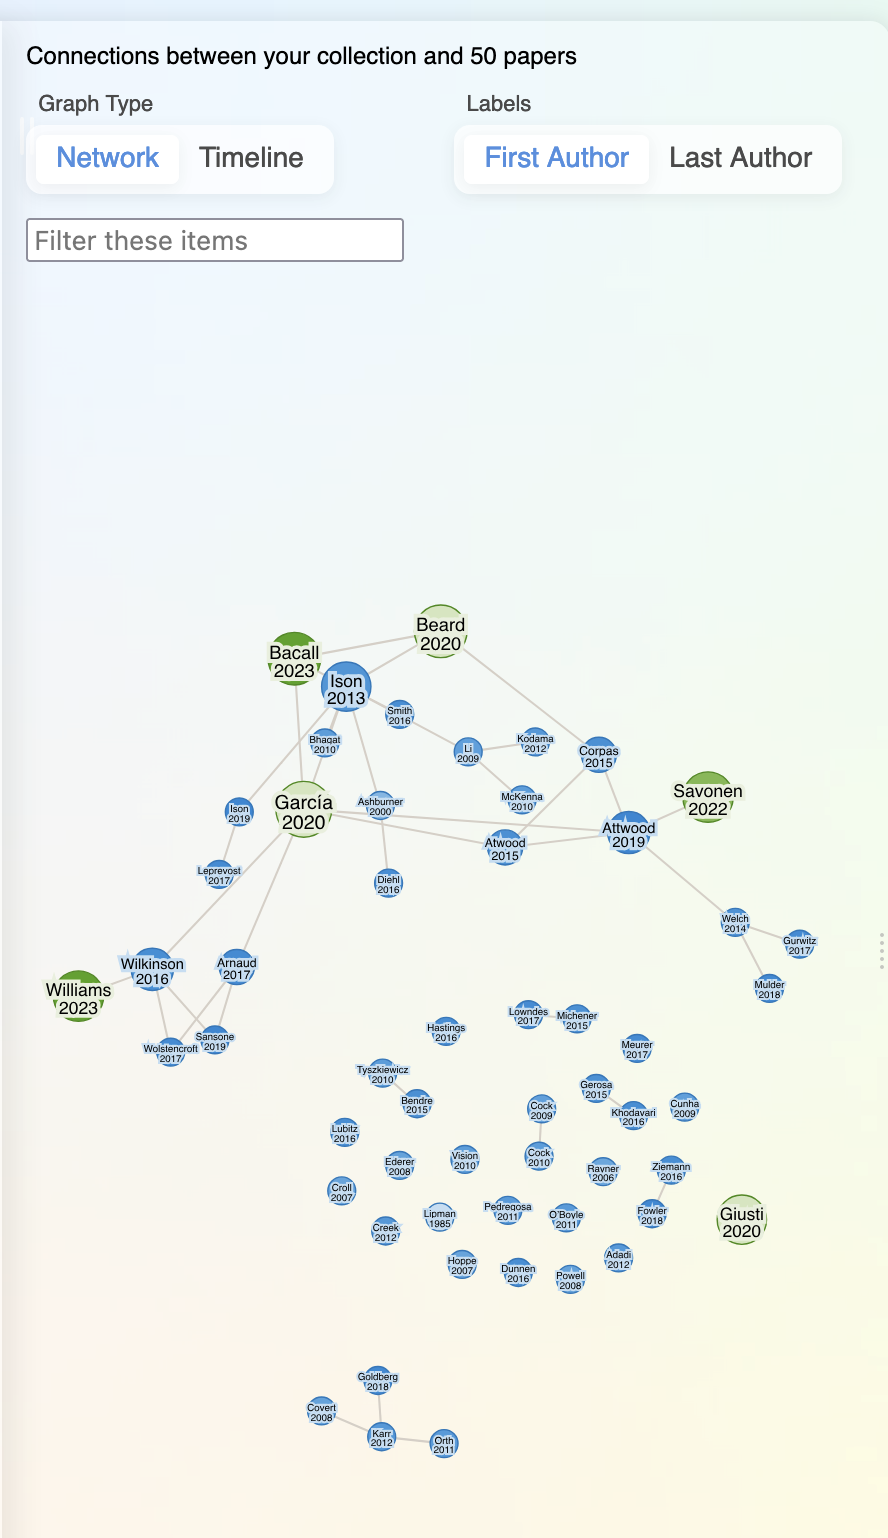 Connections between your collection and 50 papers
Graph Type
Labels
Network
Timeline
First Author
Last Author
Filter these items
Beard
2020
Bacall
2023
Ison
2013
Smith
2016
Bhagat
2010
Li
2009
Kodama
2012
Corpas
2015
Savonen
2022
García
2020
Ison
2019
Ashburner
2000
McKenna
2010
Attwood
2019
Atwood
2015
Leprevost
2017
Diehl
2016
Welch
2014
Gurwitz
2017
Wilkinson
2016
Arnaud
2017
Williams
2023
Mulder
2018
Lowndes
2017
Michener
2015
Hastings
2016
Sansone
2019
Wolstencroft
2017
Meurer
2017
Tyszkiewicz
2010
Gerosa
2015
Bendre
2015
Cock
2009
Khodavari
2016
Cunha
2009
Lubitz
2016
Ederer
2008
Vision
2010
Cock
2010
Ravner
2006
Ziemann
2016
Croll
2007
Lipman
1985
Pedregosa
2011
O'Boyle
2011
Fowler
2018
Giusti
2020
Creek
2012
Hoppe
2007
Dunnen
2016
Powell
2008
Adadi
2012
Goldberg
2018
Covert
2008
Karr
2012
Orth
2011